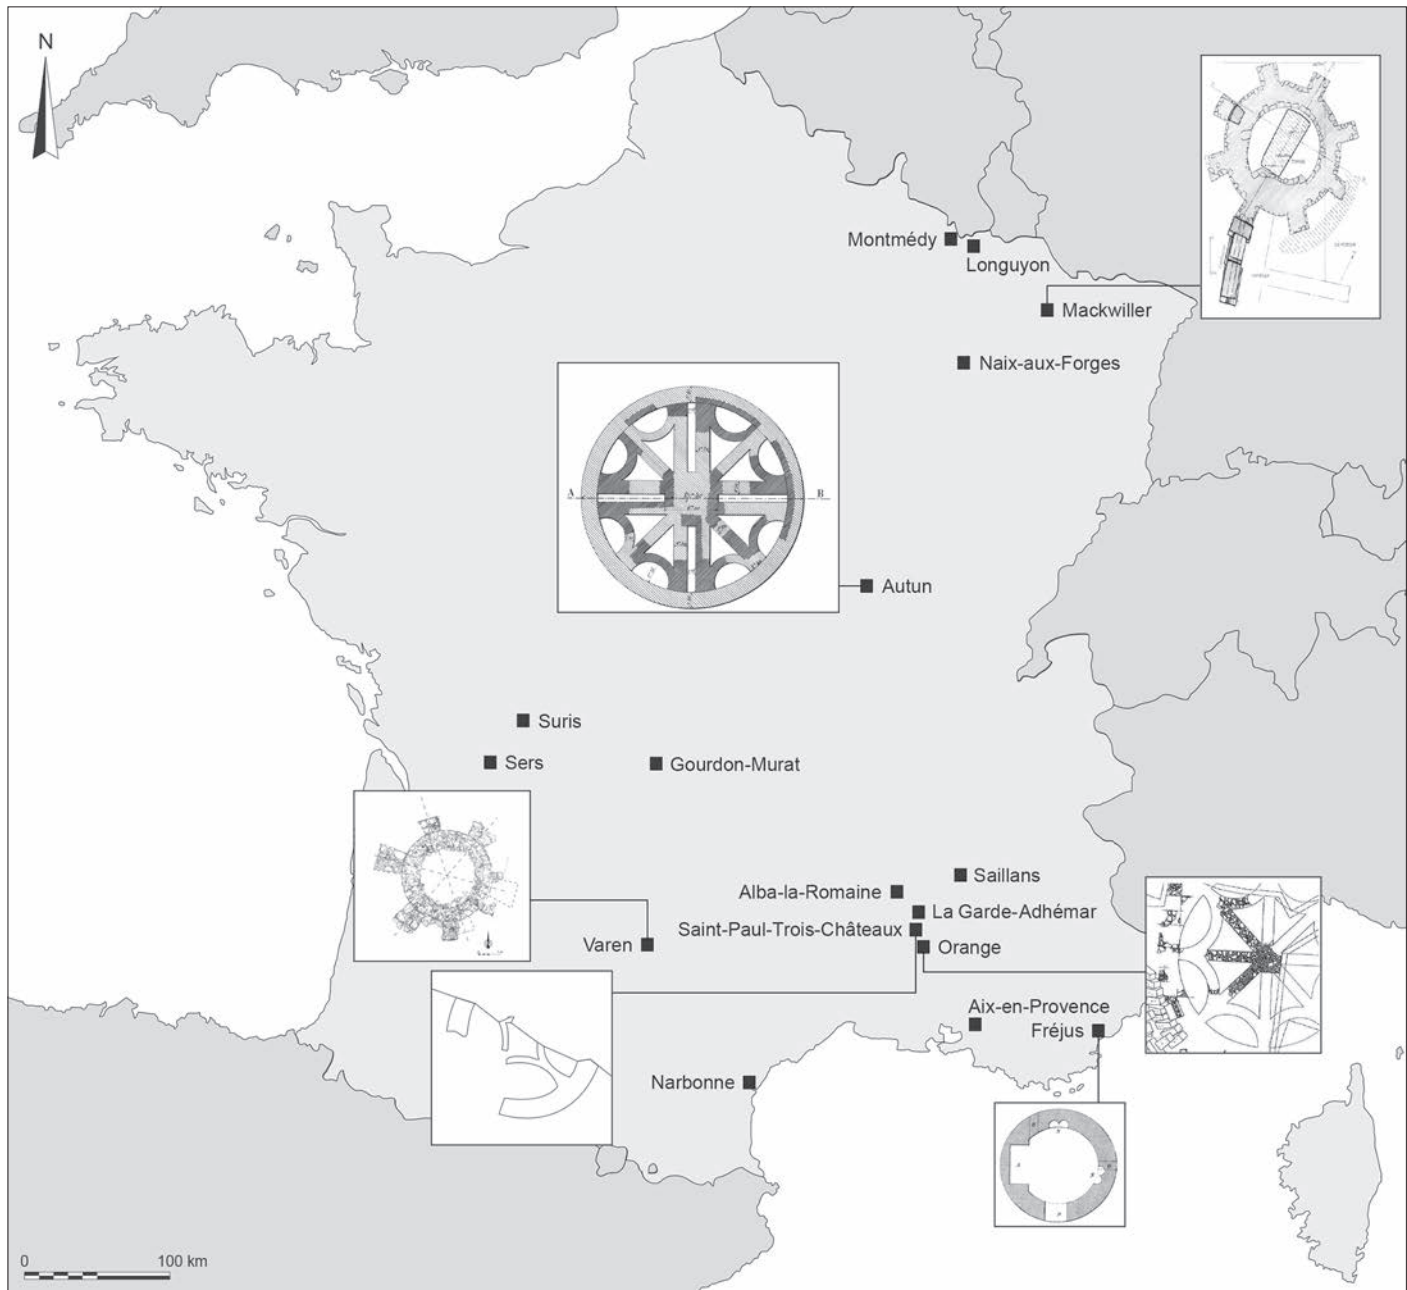 N
Montmédy
Longuyon
Mackwiller
Naix-aux-Forges
A
B
Autun
Suris
Sers
Gourdon-Murat
Saillans
Alba-la-Romaine
La Garde-Adhémar
Saint-Paul-Trois-Châteaux
Varen
Orange
Aix-en-Provence
Fréjus
Narbonne
0
100 km